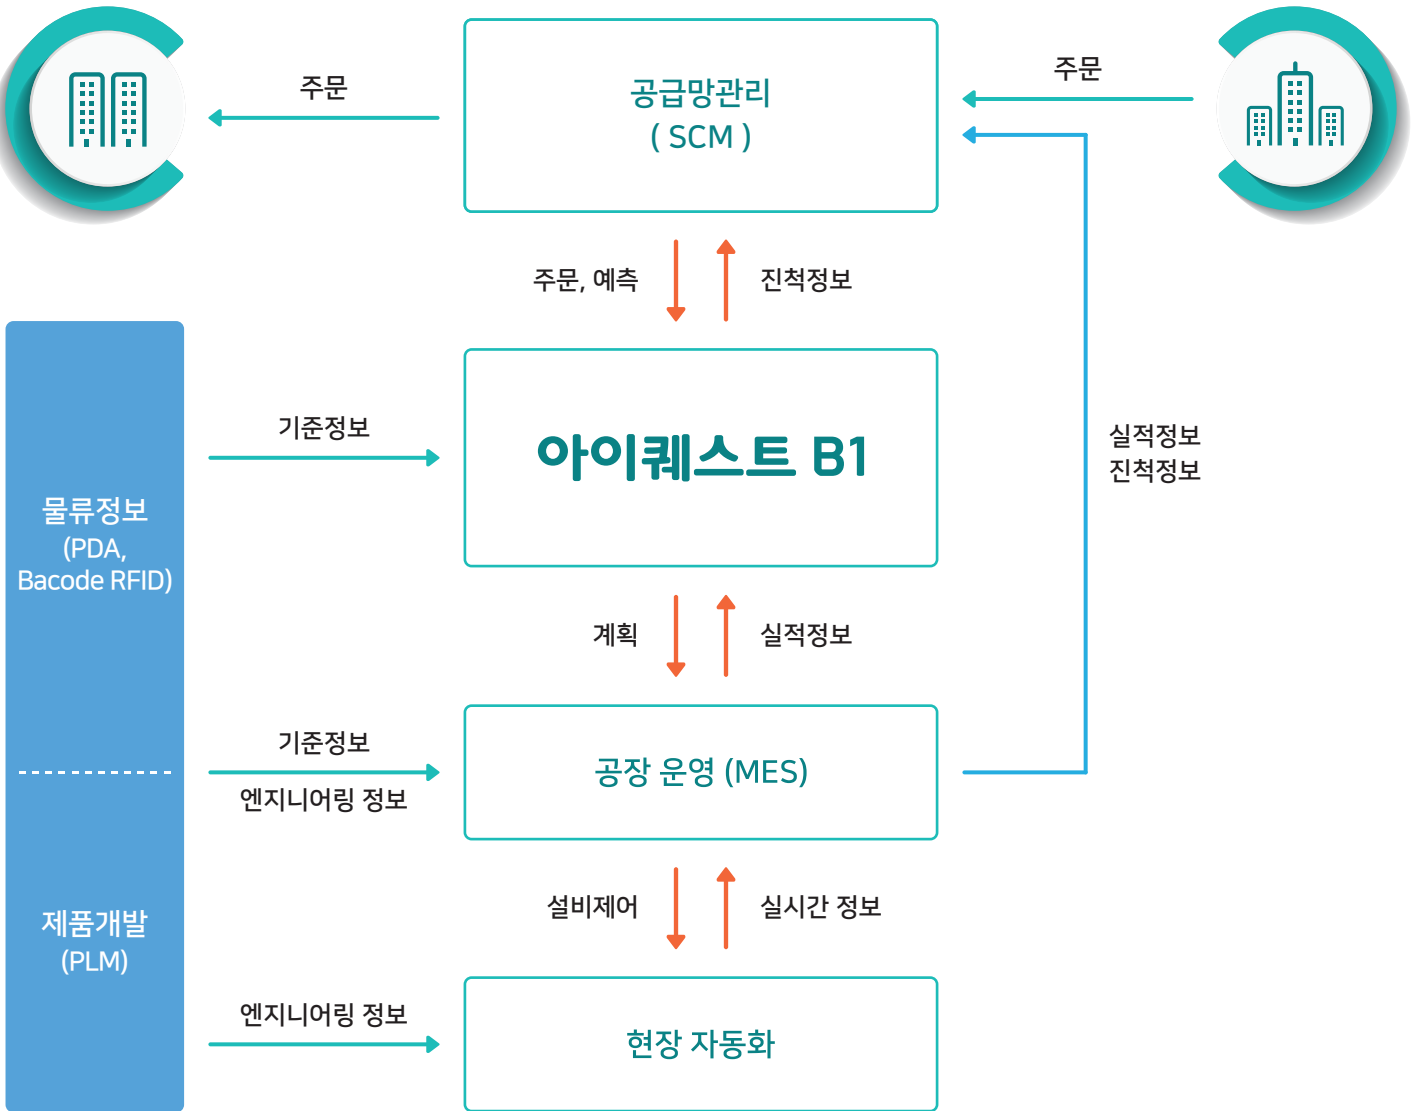 주문
공급망관리
( SCM )
주문
주문, 예측
진척정보
기준정보
아이퀘스트 B1
실적정보
진척정보
물류정보
(PDA,
Bacode RFID)
계획
실적정보
기준정보
엔지니어링 정보
공장 운영 (MES)
설비제어
실시간 정보
제품개발
(PLM)
엔지니어링 정보
현장 자동화